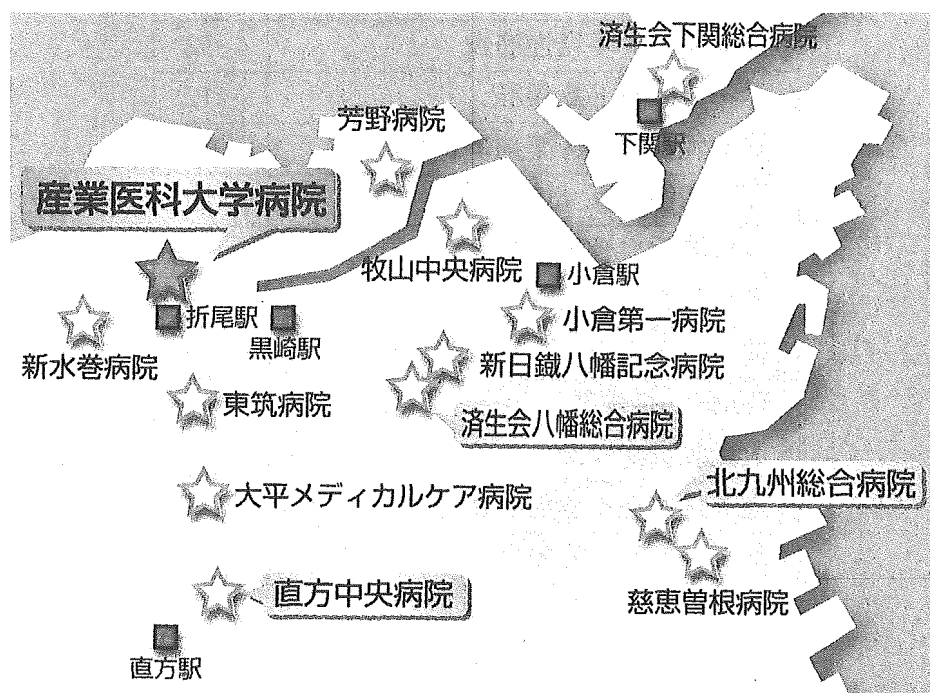 済生会下関総合病院
芳野病院
下関駅
産業医科大学病院
牧山中央病院
小倉駅
折尾駅
小倉第一病院
黒崎駅
新水巻病院
新日鐵八幡記念病院
東筑病院
済生会八幡総合病院
北九州総合病院
大平メディカルケア病院
直方中央病院
慈恵曽根病院
直方駅